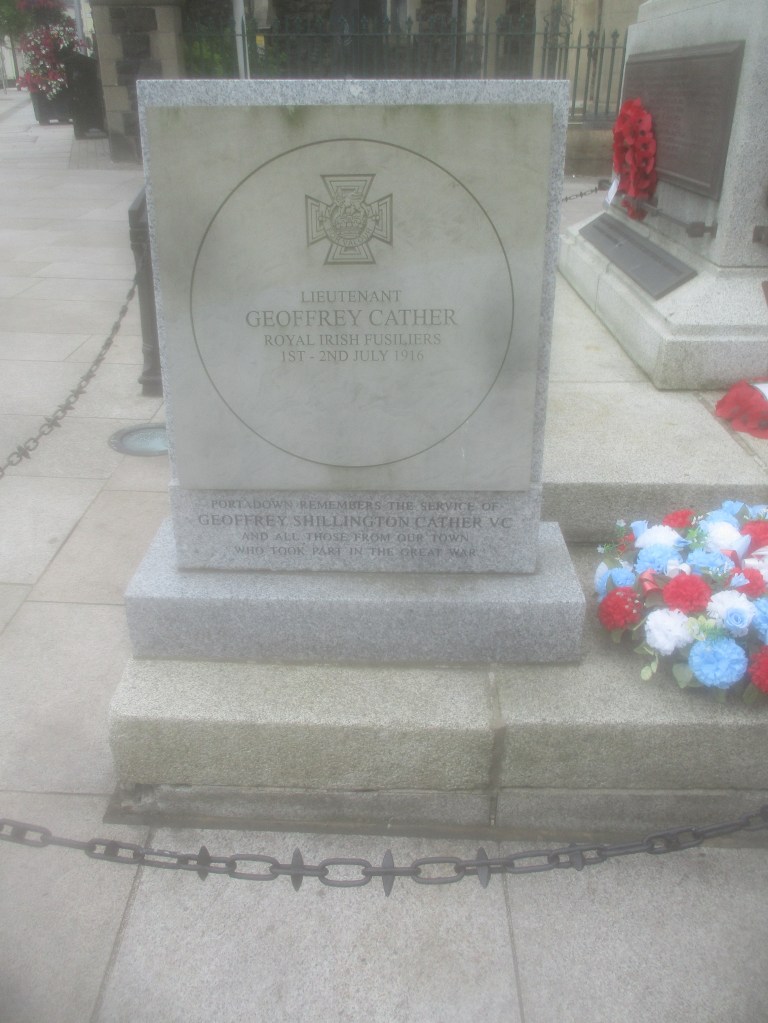 LIEUTENANT
GEOFFREY CATHER
ROYAL IRISH FUSILIERS
1ST - 2ND JULY 1916
PORTADOWN REMEMBERS THE SERVICE OF
GEOFFREY SHILLINGTON CATHER VC
AND ALL THOSE FROM OUR TOWN
WHO TOOK PART IN THE GREAT WAR